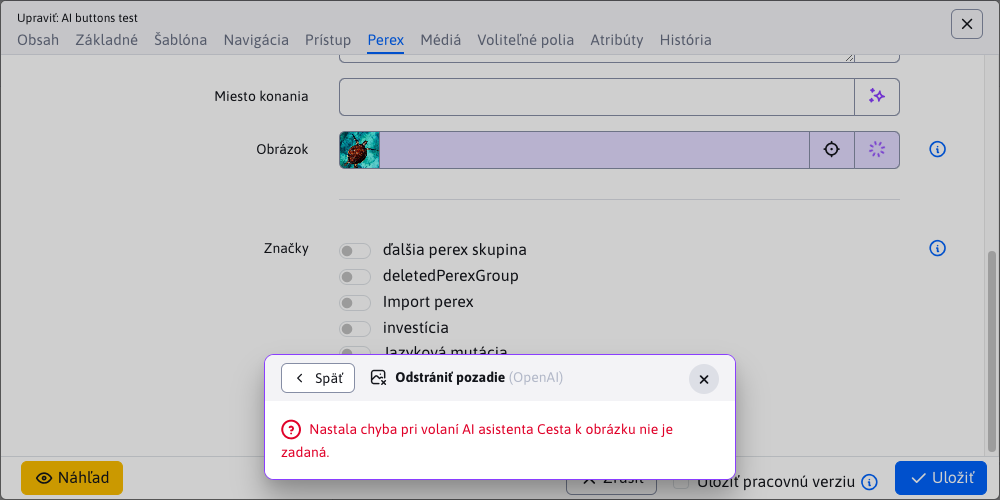 Upraviť: AI buttons test
Obsah Základné Šablóna Navigácia Prístup Perex Médiá Voliteľné polia Atribúty História
Miesto konania
Obrázok
Značky
ďalšia perex skupina
deletedPerexGroup
Import perex
investícia
Jazyková mutácia
Späť Odstrániť pozadie (OpenAI)
Nastala chyba pri volaní AI asistenta Cesta k obrázku nie je
zadaná.
Náhľad Zrušiť Uložiť pracovnú verziu Uložiť